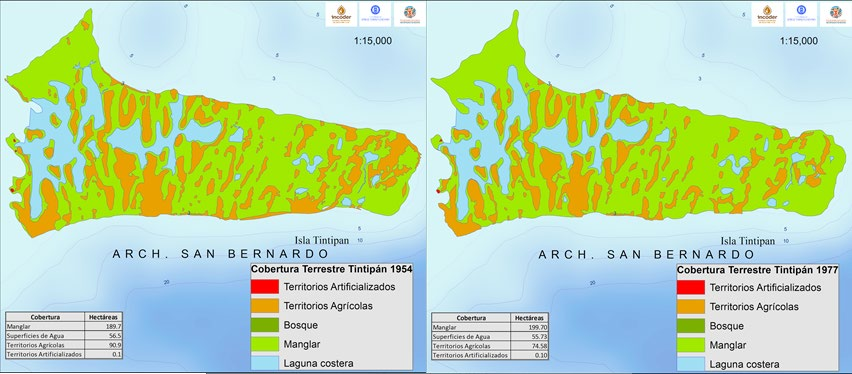 incoder
1:15,000
5
3
3
5
10
20
Isla Tintipan
ARCH. SAN BERNARDO
Cobertura Terrestre Tintipán 1954
Territorios Artificializados
Territorios Agrícolas
Bosque
Manglar
Laguna costera
Cobertura Hectáreas
Manglar 189.7
Superficies de Agua 56.5
Territorios Agrícolas 90.9
Territorios Artificializados 0.1
incoder
1:15,000
5
3
3
5
10
20
Isla Tintipan
ARCH. SAN BERNARDO
Cobertura Terrestre Tintipán 1977
Territorios Artificializados
Territorios Agrícolas
Bosque
Manglar
Laguna costera
Cobertura Hectáreas
Manglar 199.70
Superficies de Agua 55.73
Territorios Agrícolas 74.58
Territorios Artificializados 0.10